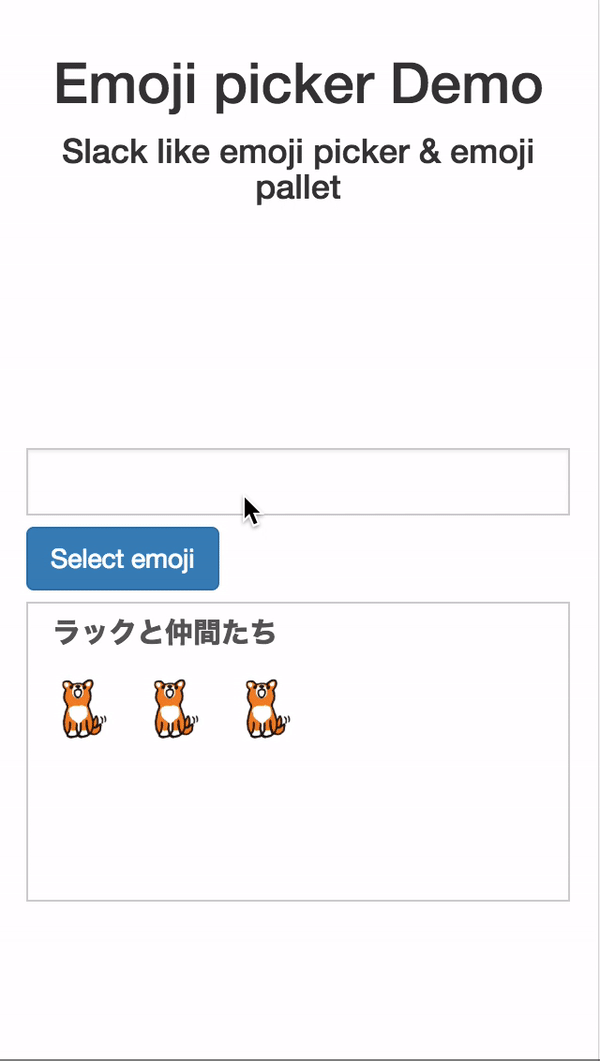 Emoji picker Demo
Slack like emoji picker & emoji
pallet
Select emoji
ラックと仲間たち